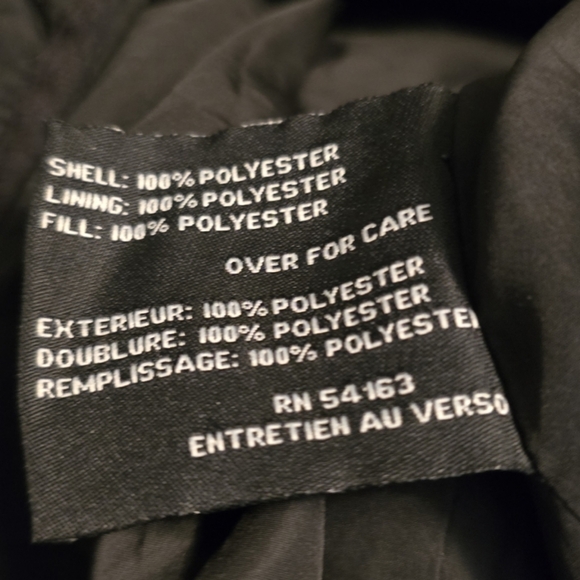 SHELL: 100% POLYESTER
LINING: 100% POLYESTER
FILL: 100% POLYESTER
OVER FOR CARE
EXTERIEUR: 100% POLYESTER
DOUBLURE: 100% POLYESTER
REMPLISSAGE: 100% POLYESTE
RN 54163
ENTRETIEN AU VERSO